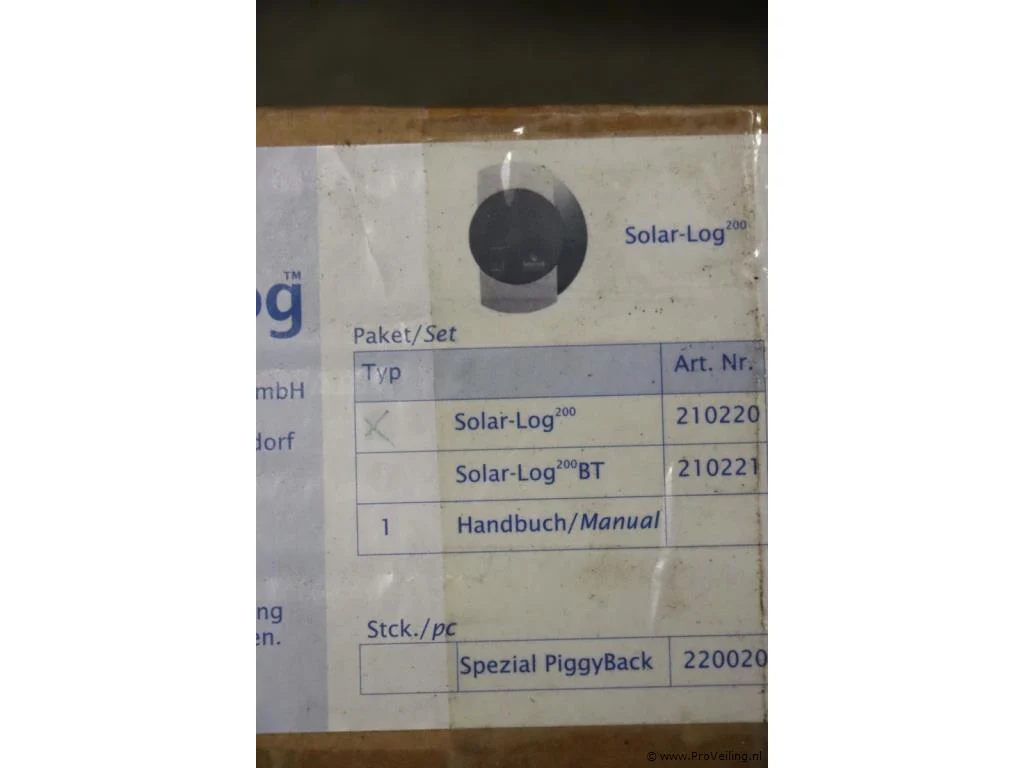 Solar-Log200
og™
Paket/Set
Typ Art. Nr.
mbH
X Solar-Log200 210220
dorf
Solar-Log200BT 210221
1 Handbuch/Manual
ng
en.
Stck./pc
Spezial PiggyBack 220020
© www.ProVeiling.nl